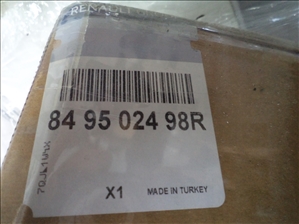 RENAULT
84 95 024 98R
X1
MADE IN TURKEY